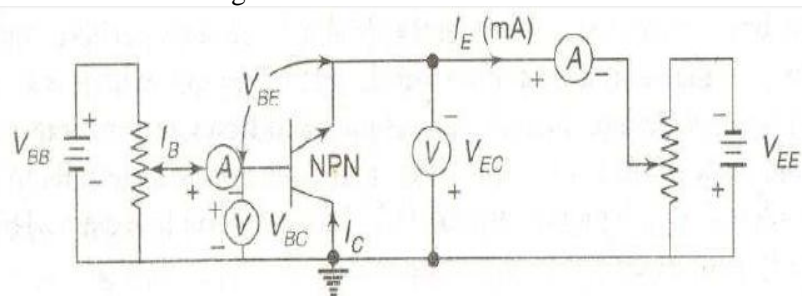 I_E (mA)
+ A -
V_BE
+
V_BB
-
I_B
+ A
NPN
-
V V_EC
+
-
V_EE
+
+
V V_BC
-
I_C